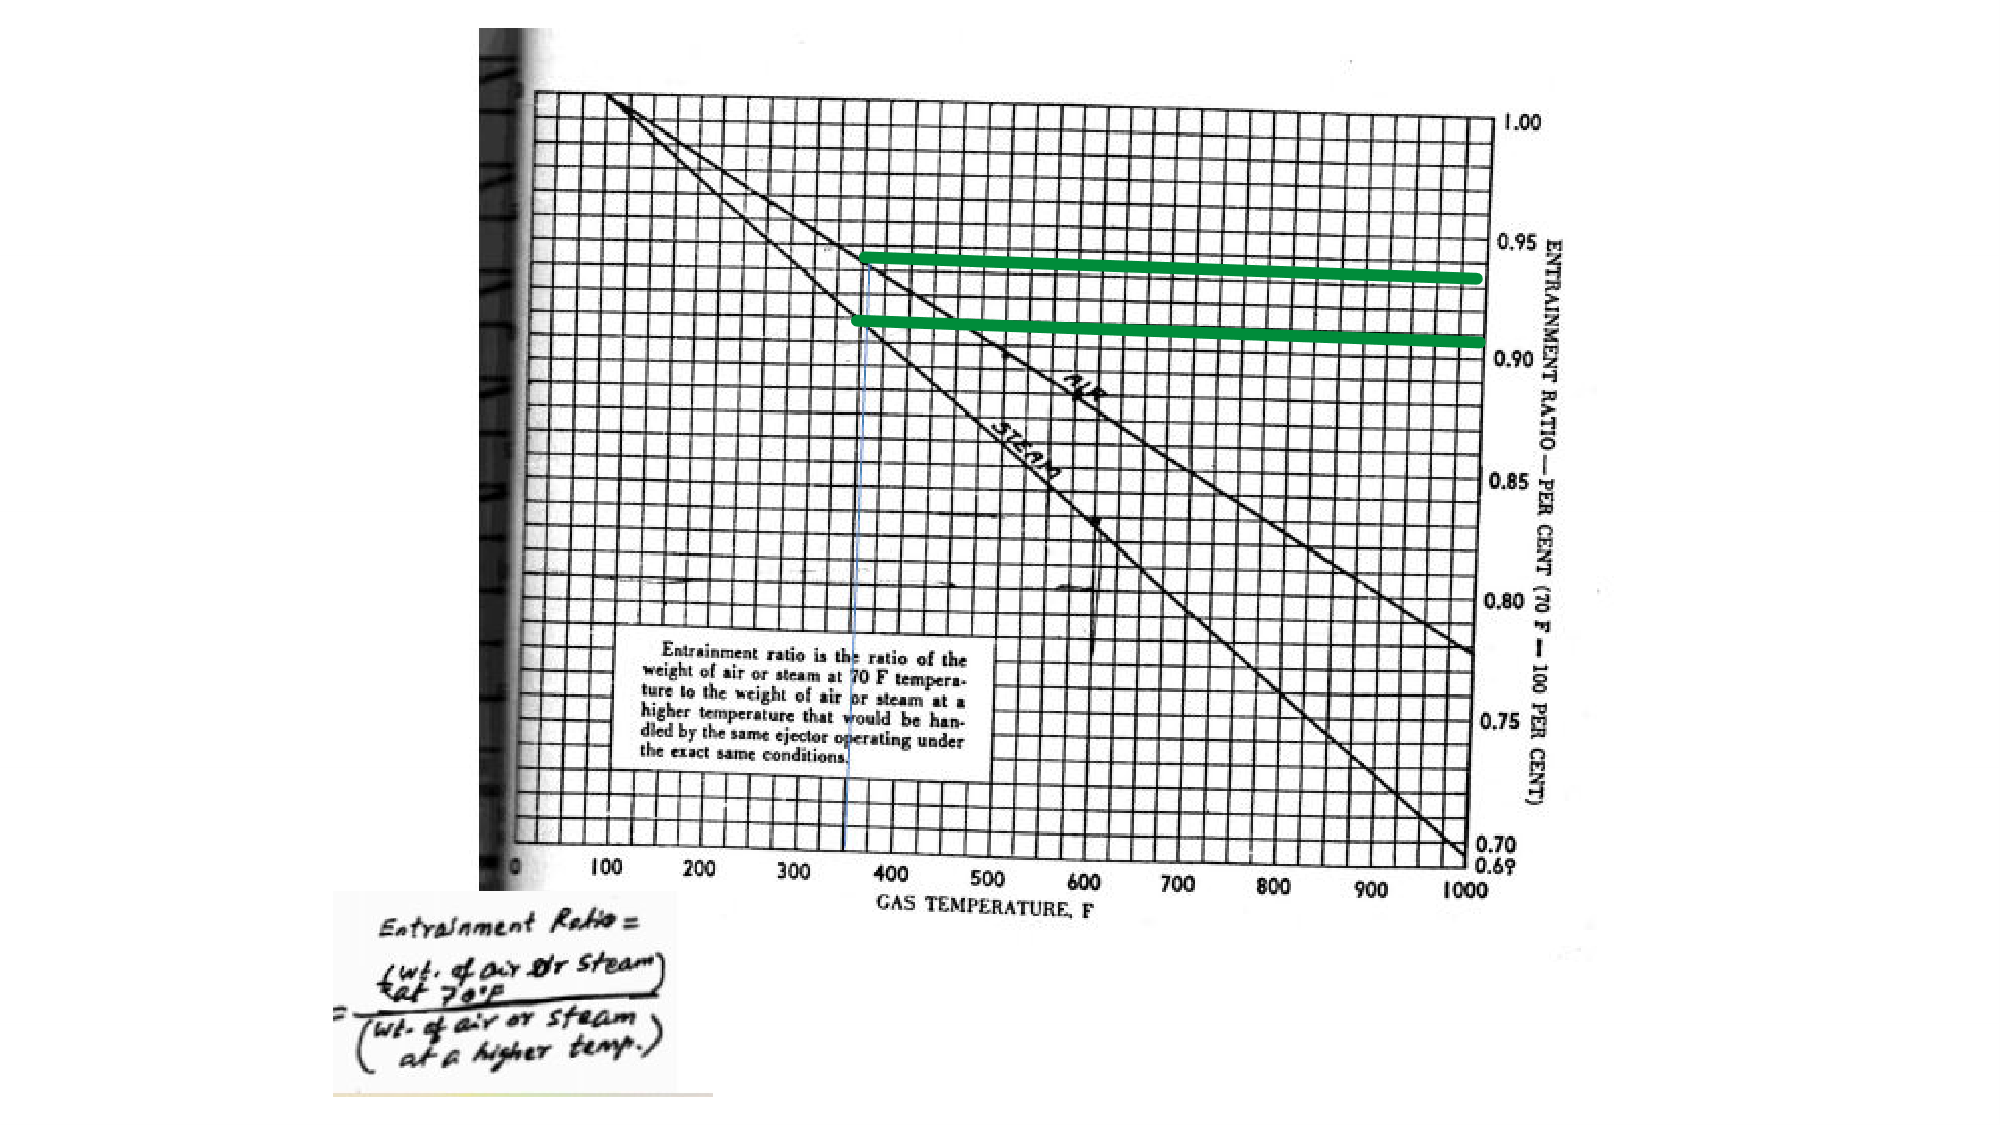 1.00
0.95
0.90
0.85
0.80
0.75
0.70
0.69
ENTRAINMENT RATIO — PER CENT (70 F = 100 PER CENT)
AIR
STEAM
Entrainment ratio is the ratio of the
weight of air or steam at 70 F tempera-
ture to the weight of air or steam at a
higher temperature that would be han-
dled by the same ejector operating under
the exact same conditions.
0 100 200 300 400 500 600 700 800 900 1000
GAS TEMPERATURE, F
Entrainment Ratio =
(wt. of air or steam)
at 70°F
=
(wt. of air or steam
at a higher temp.)